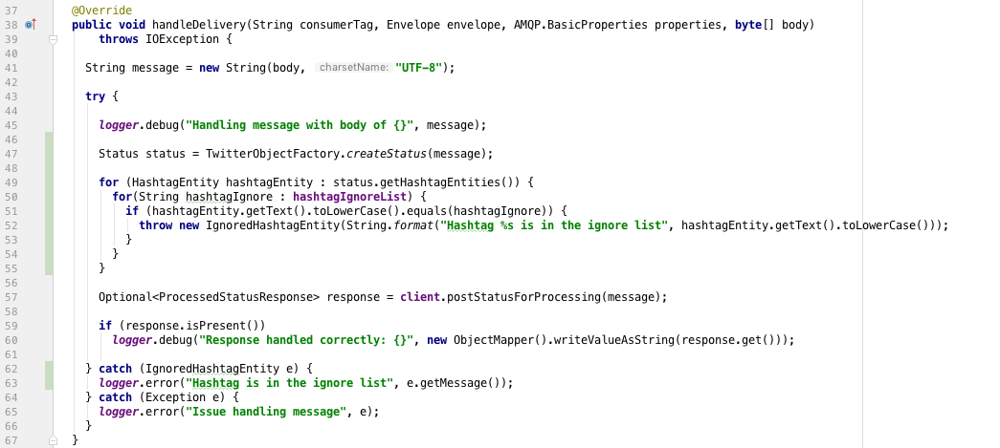 37 @Override
38 public void handleDelivery(String consumerTag, Envelope envelope, AMQP.BasicProperties properties, byte[] body)
39     throws IOException {
40
41   String message = new String(body, charsetName: "UTF-8");
42
43   try {
44
45     logger.debug("Handling message with body of {}", message);
46
47     Status status = TwitterObjectFactory.createStatus(message);
48
49     for (HashtagEntity hashtagEntity : status.getHashtagEntities()) {
50       for(String hashtagIgnore : hashtagIgnoreList) {
51         if (hashtagEntity.getText().toLowerCase().equals(hashtagIgnore)) {
52           throw new IgnoredHashtagEntity(String.format("Hashtag %s is in the ignore list", hashtagEntity.getText().toLowerCase()));
53         }
54       }
55     }
56
57     Optional<ProcessedStatusResponse> response = client.postStatusForProcessing(message);
58
59     if (response.isPresent())
60       logger.debug("Response handled correctly: {}", new ObjectMapper().writeValueAsString(response.get()));
61
62   } catch (IgnoredHashtagEntity e) {
63     logger.error("Hashtag is in the ignore list", e.getMessage());
64   } catch (Exception e) {
65     logger.error("Issue handling message", e);
66   }
67 }